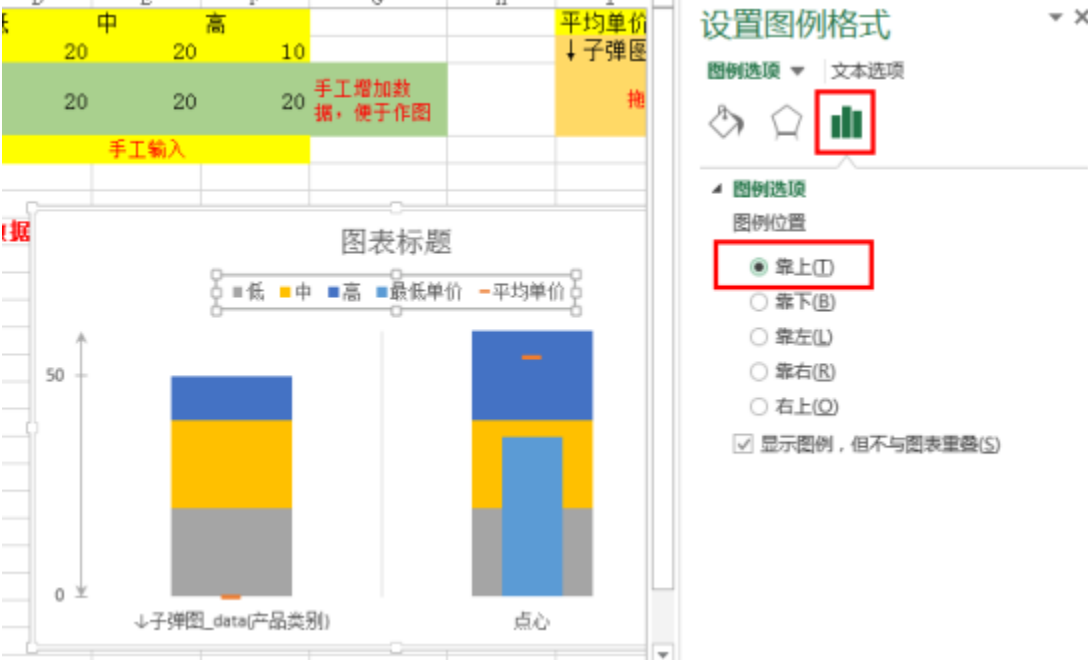 中 高 平均单价
20 20 10 ↓子弹图
20 20 20 手工增加数
据，便于作图
拖
手工输入
数据
图表标题
低 中 高 最低单价 平均单价
50
0
↓子弹图_data(产品类别) 点心
设置图例格式
图例选项 文本选项
图例选项
图例位置
靠上(T)
靠下(B)
靠左(L)
靠右(R)
右上(O)
显示图例，但不与图表重叠(S)